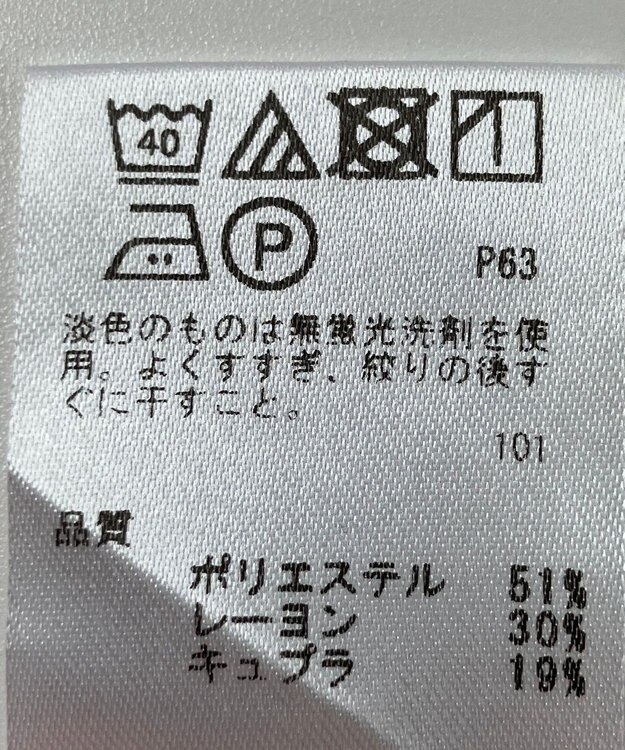 40
P
P63
淡色のものは無蛍光洗剤を使
用。よくすすぎ、絞りの後す
ぐに干すこと。
101
品質
ポリエステル 51%
レーヨン 30%
キュプラ 19%